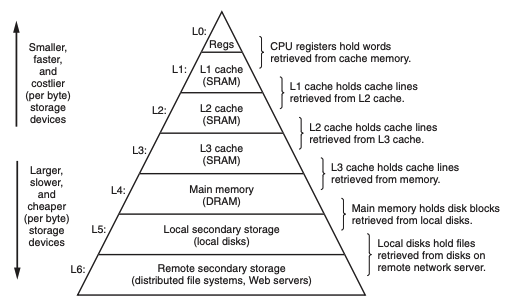 L0:
Regs
CPU registers hold words
retrieved from cache memory.
Smaller,
faster,
and
costlier
(per byte)
storage
devices
L1:
L1 cache
(SRAM)
L1 cache holds cache lines
retrieved from L2 cache.
L2:
L2 cache
(SRAM)
L2 cache holds cache lines
retrieved from L3 cache.
L3:
L3 cache
(SRAM)
L3 cache holds cache lines
retrieved from memory.
Larger,
slower,
and
cheaper
(per byte)
storage
devices
L4:
Main memory
(DRAM)
Main memory holds disk blocks
retrieved from local disks.
L5:
Local secondary storage
(local disks)
Local disks hold files
retrieved from disks on
remote network server.
L6:
Remote secondary storage
(distributed file systems, Web servers)